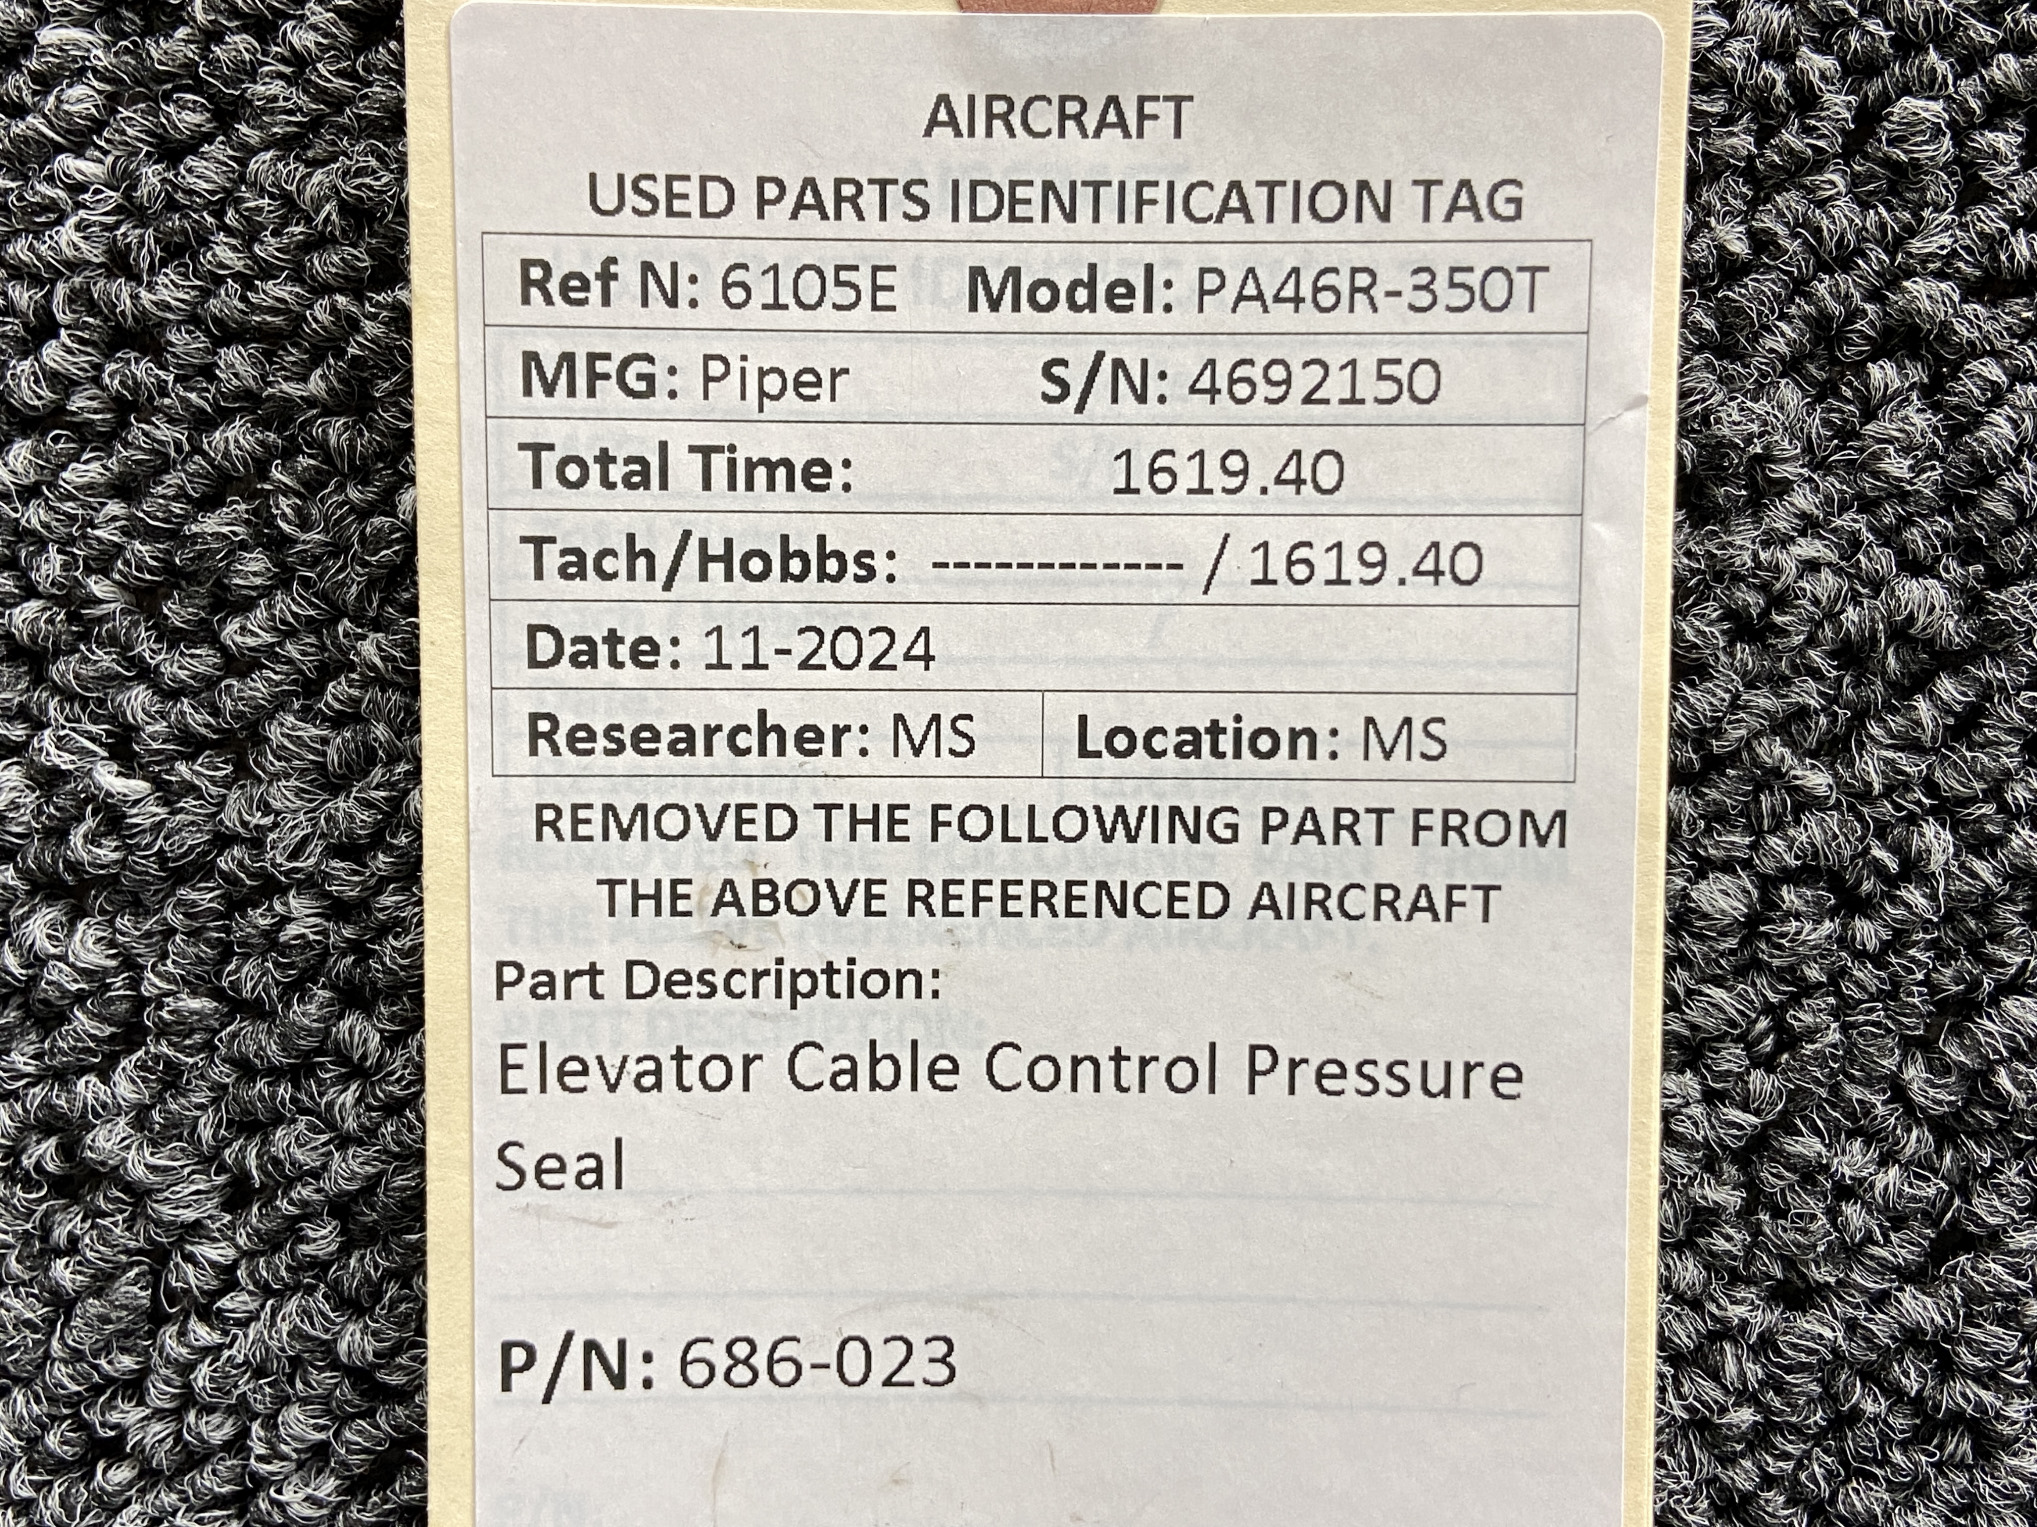 AIRCRAFT
USED PARTS IDENTIFICATION TAG
Ref N: 6105E Model: PA46R-350T
MFG: Piper S/N: 4692150
Total Time: 1619.40
Tach/Hobbs: ------------ / 1619.40
Date: 11-2024
Researcher: MS Location: MS
REMOVED THE FOLLOWING PART FROM
THE ABOVE REFERENCED AIRCRAFT
Part Description:
Elevator Cable Control Pressure
Seal
P/N: 686-023